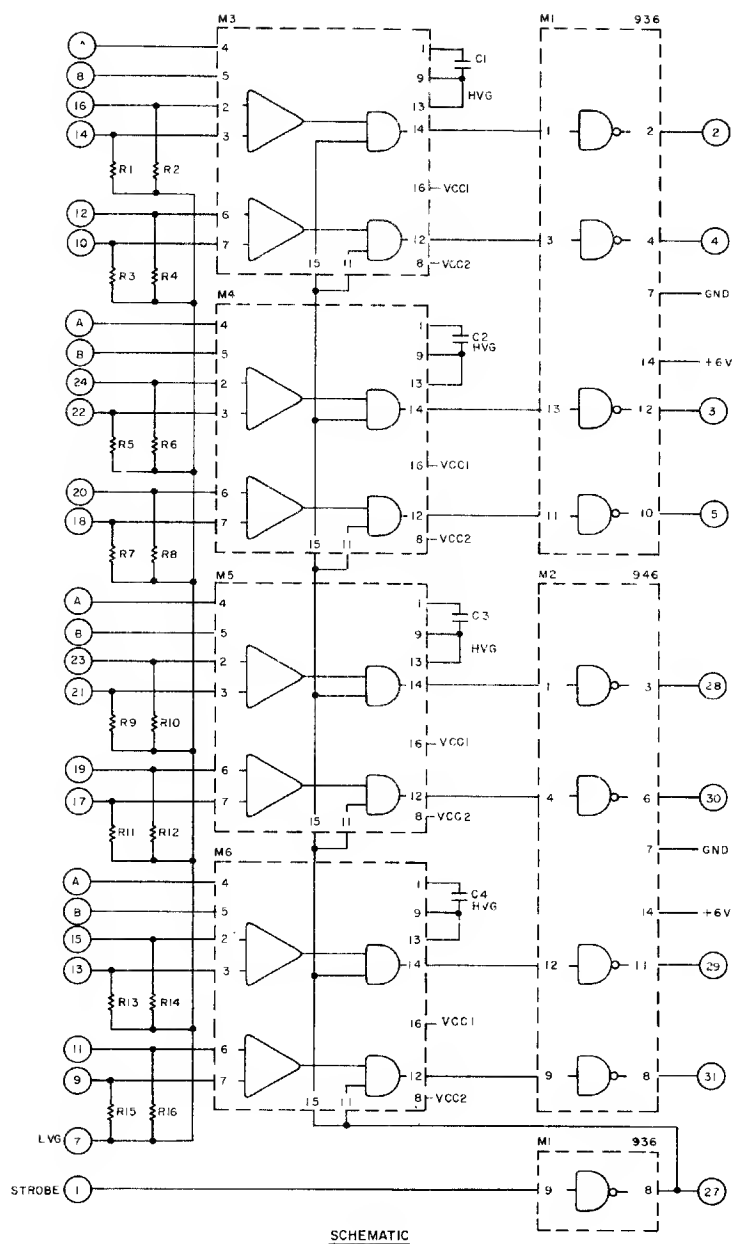 M3 M1 936
A 4 1 C1
8 5 9 HVG
16 2 13
14 3 14 1 2 2
R1 R2 16 VCC1
12 6
10 7 12 3 4 4
R3 R4 15 11 8 VCC2
7 GND
M4
A 4 1 C2
B 5 9 HVG 14 +6V
24 2 13
22 3 14 13 12 3
R5 R6 16 VCC1
20 6
18 7 12 11 10 5
R7 R8 15 11 8 VCC2
M5 M2 946
A 4 1 C3
B 5 9 HVG
23 2 13
21 3 14 1 3 28
R9 R10 16 VCC1
19 6
17 7 12 4 6 30
R11 R12 15 11 8 VCC2
7 GND
M6
A 4 1 C4
B 5 9 HVG 14 +6V
15 2 13
13 3 14 12 11 29
R13 R14 16 VCC1
11 6
9 7 12 9 8 31
R15 R16 15 11 8 VCC2
LVG 7
M1 936
STROBE 1 9 8 27
SCHEMATIC